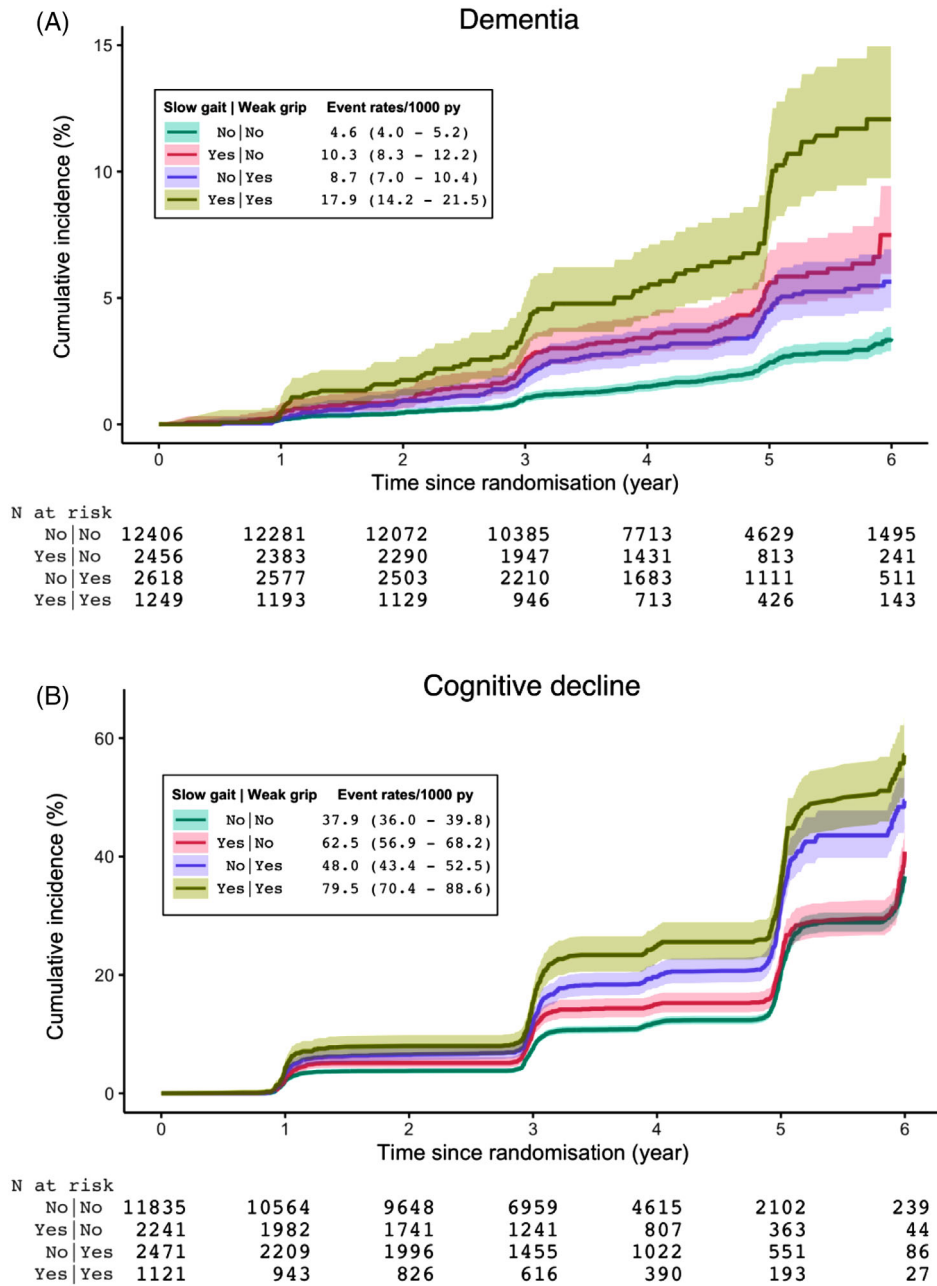 (A)
Dementia
Cumulative incidence (%)
15
10
5
0
Slow gait | Weak grip Event rates/1000 py
No|No 4.6 (4.0 – 5.2)
Yes|No 10.3 (8.3 – 12.2)
No|Yes 8.7 (7.0 – 10.4)
Yes|Yes 17.9 (14.2 – 21.5)
0 1 2 3 4 5 6
Time since randomisation (year)
N at risk
No|No 12406 12281 12072 10385 7713 4629 1495
Yes|No 2456 2383 2290 1947 1431 813 241
No|Yes 2618 2577 2503 2210 1683 1111 511
Yes|Yes 1249 1193 1129 946 713 426 143
(B)
Cognitive decline
Cumulative incidence (%)
60
40
20
0
Slow gait | Weak grip Event rates/1000 py
No|No 37.9 (36.0 – 39.8)
Yes|No 62.5 (56.9 – 68.2)
No|Yes 48.0 (43.4 – 52.5)
Yes|Yes 79.5 (70.4 – 88.6)
0 1 2 3 4 5 6
Time since randomisation (year)
N at risk
No|No 11835 10564 9648 6959 4615 2102 239
Yes|No 2241 1982 1741 1241 807 363 44
No|Yes 2471 2209 1996 1455 1022 551 86
Yes|Yes 1121 943 826 616 390 193 27